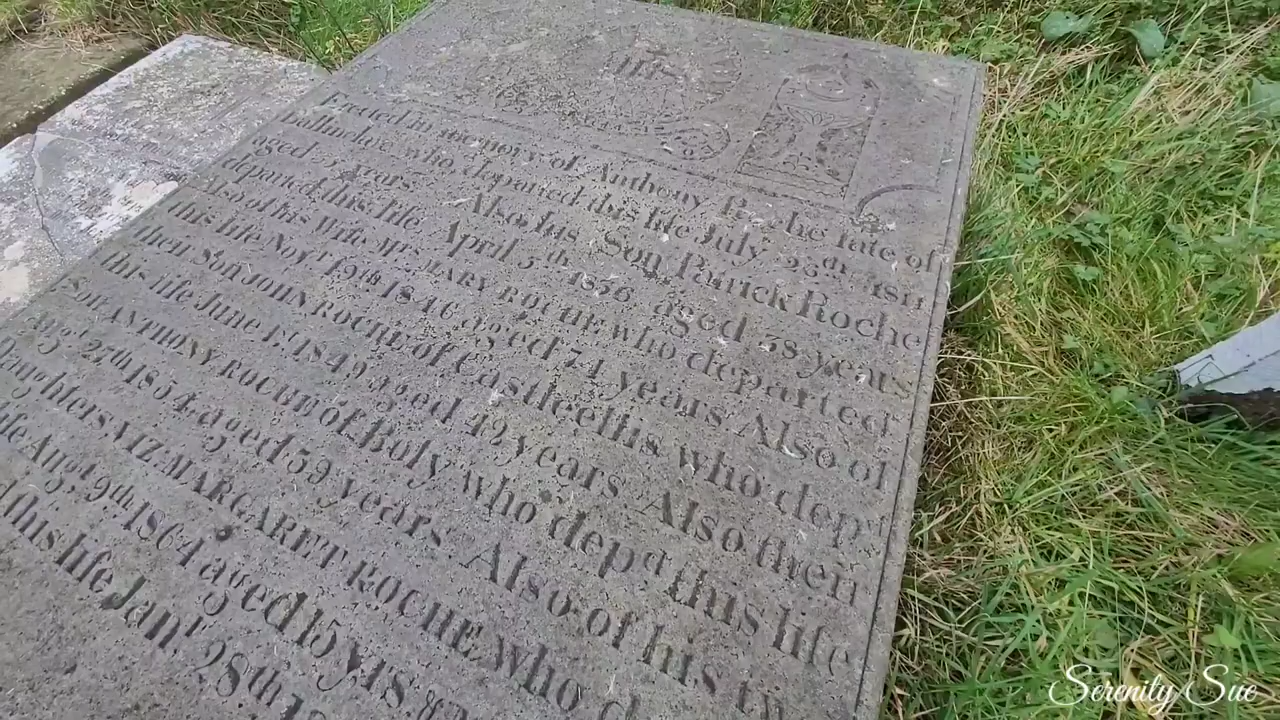 IHS
Erected in memory of Anthony Roche late of
who departed this life July 25th 1811
aged years Also his Son Patrick Roche
departed this life April 5th 1836 aged 38 years
Also of his Wife Mrs MARY ROCHE who departed
this life Novr 19th 1846 aged 74 years Also of
their Son JOHN ROCHE of Castleellis who depd
this life June 1st 1849 aged 49 years Also their
Son ANTHONY ROCHE of Boly who depd this life
Augt 27th 1854 aged 59 years Also of his
Daughters VIZ MARGARET ROCHE who
life Augt 9th 1864 aged 15 yrs &
this life Janr 28th
Serenity Sue